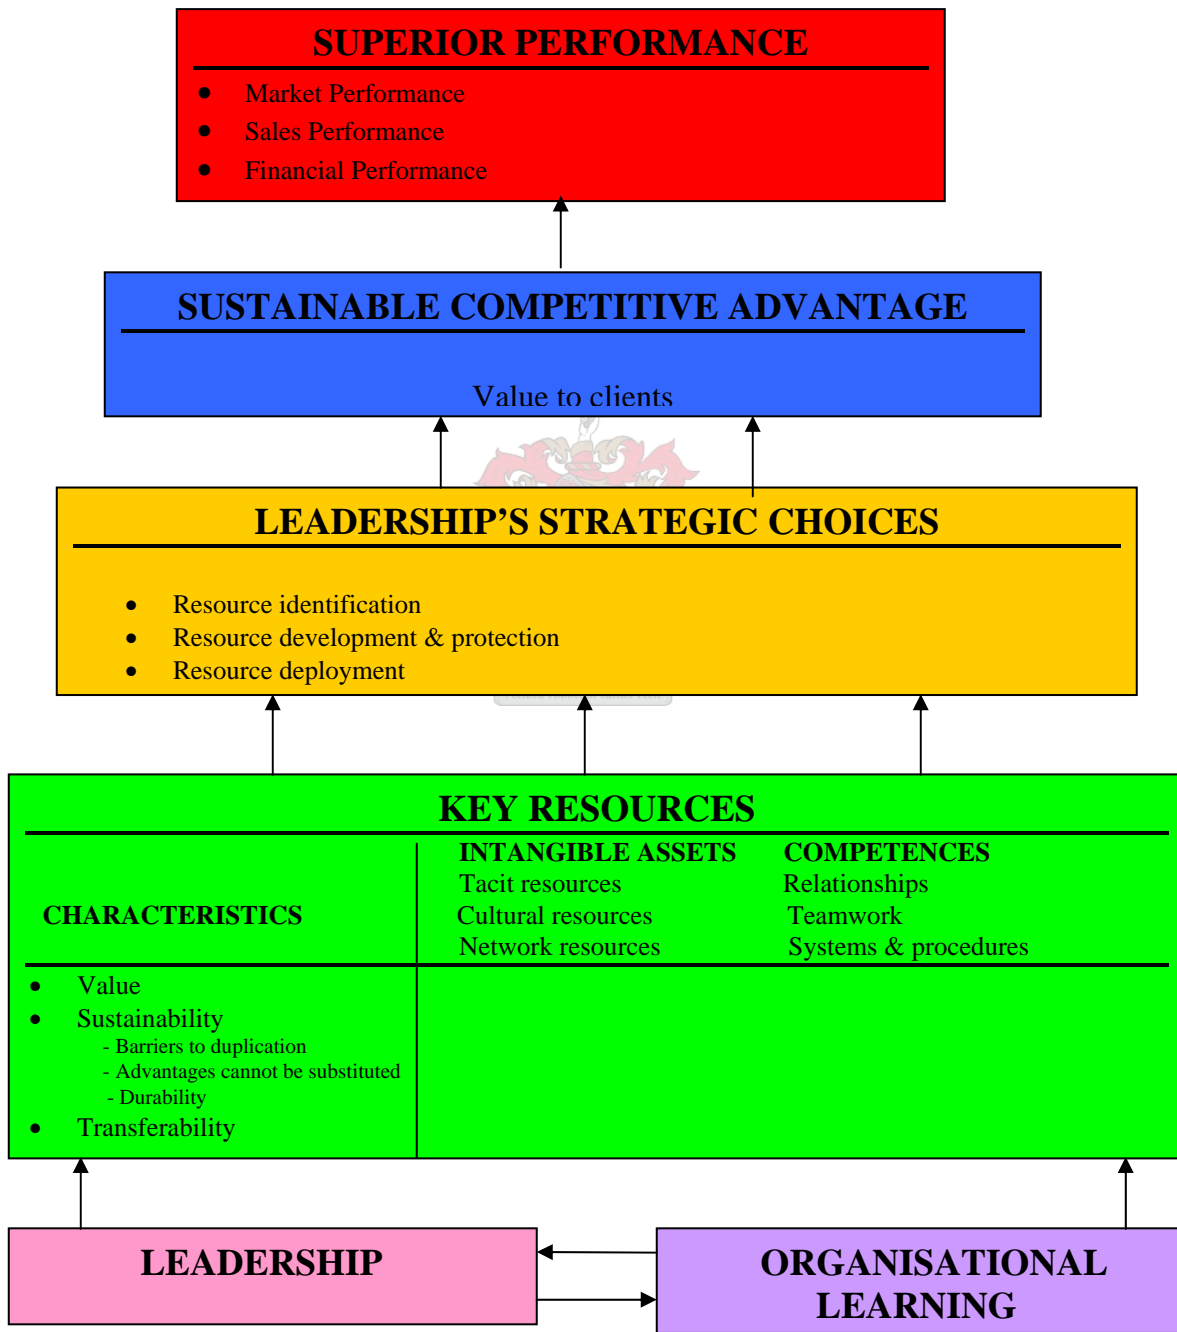 SUPERIOR PERFORMANCE
• Market Performance
• Sales Performance
• Financial Performance
SUSTAINABLE COMPETITIVE ADVANTAGE
Value to clients
LEADERSHIP’S STRATEGIC CHOICES
• Resource identification
• Resource development & protection
• Resource deployment
KEY RESOURCES
INTANGIBLE ASSETS COMPETENCES
Tacit resources Relationships
CHARACTERISTICS Cultural resources Teamwork
Network resources Systems & procedures
• Value
• Sustainability
- Barriers to duplication
- Advantages cannot be substituted
- Durability
• Transferability
LEADERSHIP
ORGANISATIONAL
LEARNING